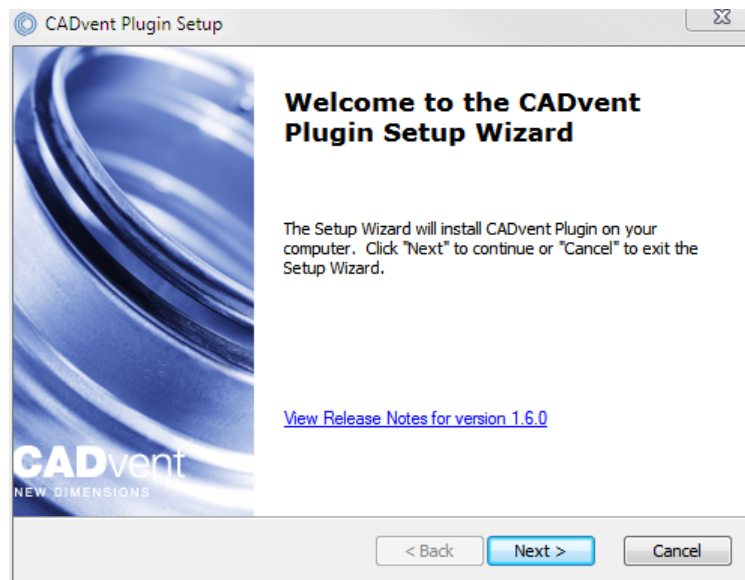 CADvent Plugin Setup
Welcome to the CADvent
Plugin Setup Wizard
The Setup Wizard will install CADvent Plugin on your
computer. Click "Next" to continue or "Cancel" to exit the
Setup Wizard.
View Release Notes for version 1.6.0
CADvent
NEW DIMENSIONS
< Back
Next >
Cancel